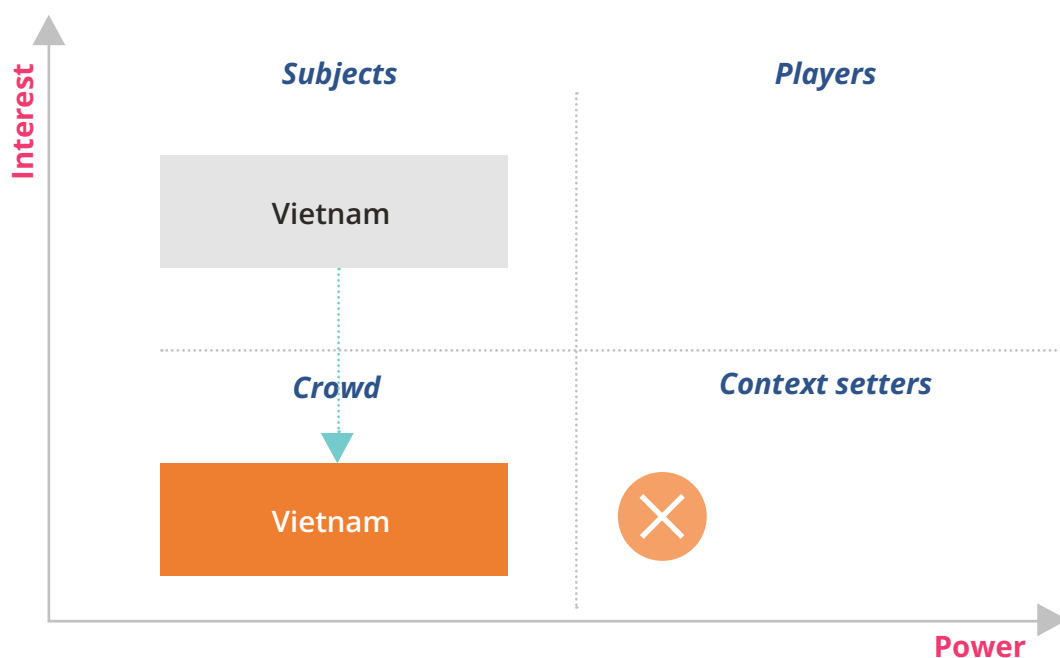 Interest
Subjects
Players
Vietnam
Crowd
Context setters
Vietnam
Power